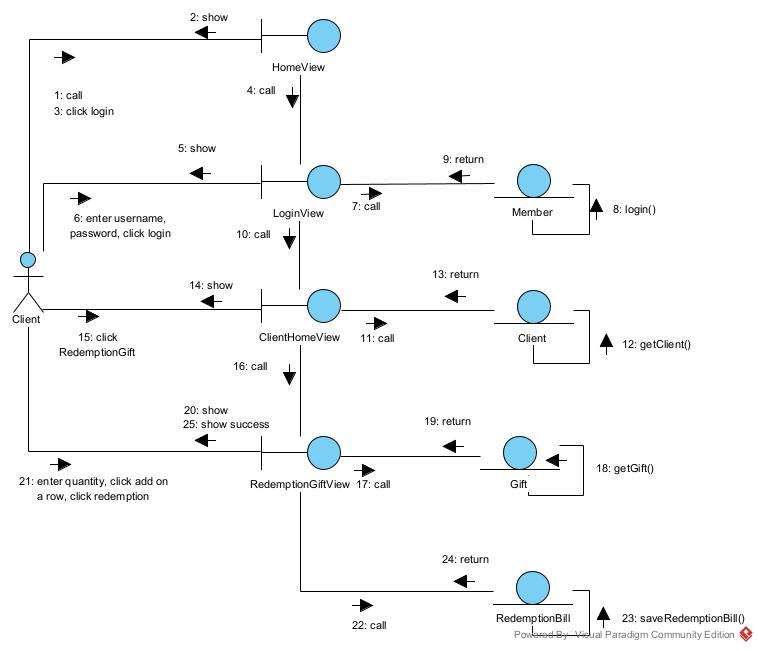 2: show
HomeView
1: call
3: click login
4: call
5: show
9: return
6: enter username,
password, click login
LoginView
7: call
Member
8: login()
10: call
Client
14: show
13: return
15: click
RedemptionGift
ClientHomeView
11: call
Client
12: getClient()
16: call
20: show
25: show success
19: return
21: enter quantity, click add on
a row, click redemption
RedemptionGiftView
17: call
Gift
18: getGift()
24: return
22: call
RedemptionBill
23: saveRedemptionBill()
Powered By: Visual Paradigm Community Edition